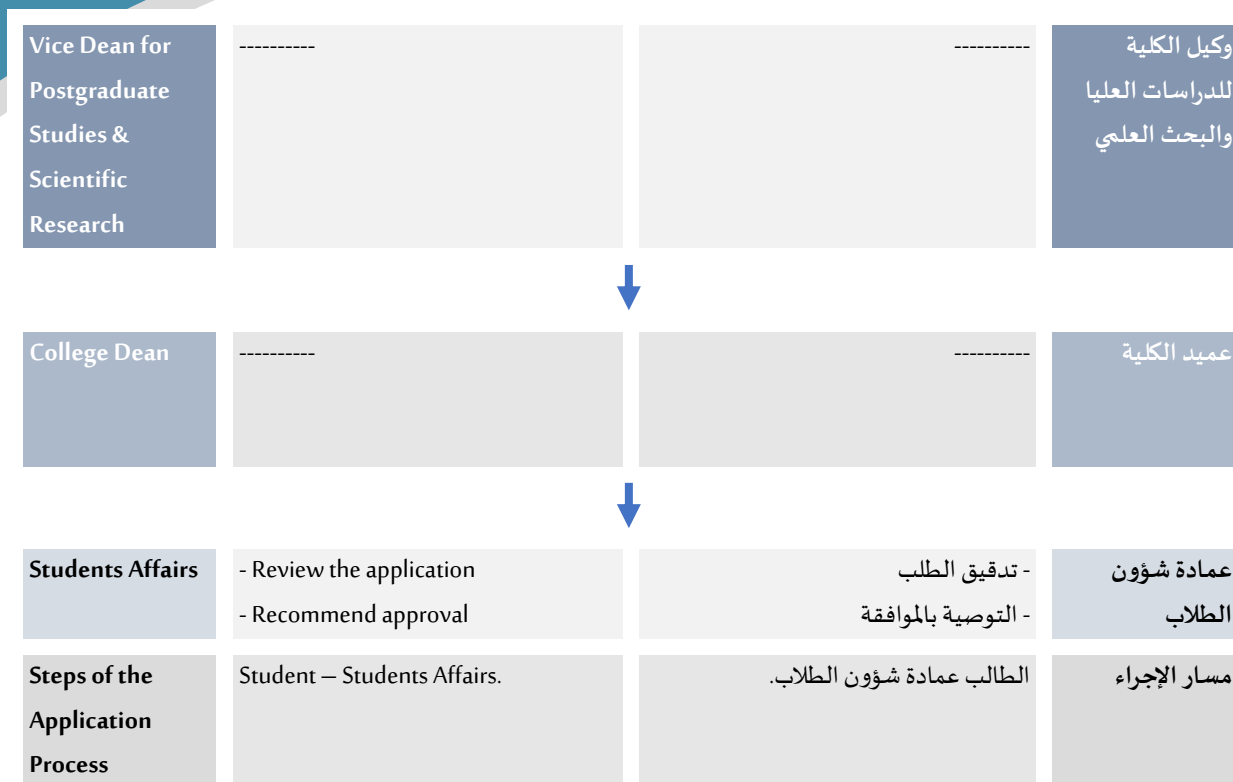 Vice Dean for
Postgraduate
Studies &
Scientific
Research
----------
----------
وكيل الكلية
للدراسات العليا
والبحث العلمي
College Dean
----------
----------
عميد الكلية
Students Affairs
- Review the application
- Recommend approval
- تدقيق الطلب
- التوصية بالموافقة
عمادة شؤون
الطلاب
Steps of the
Application
Process
Student – Students Affairs.
الطالب عمادة شؤون الطلاب.
مسار الإجراء